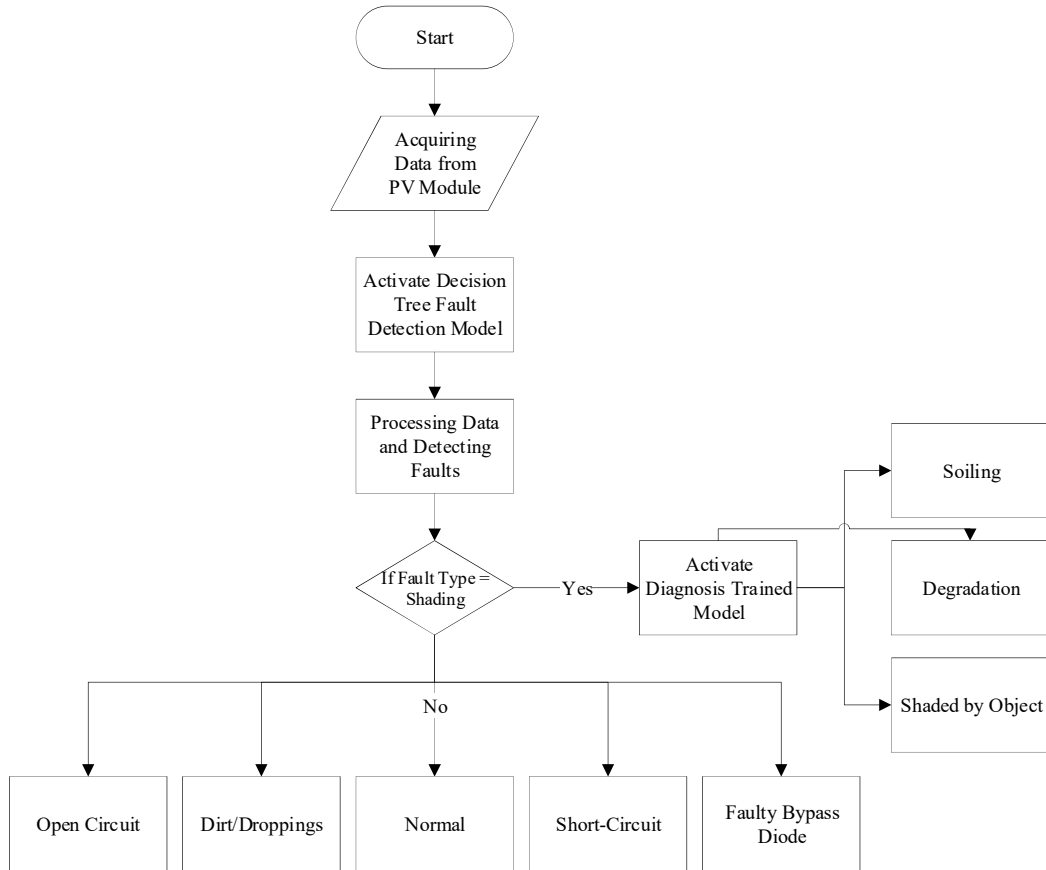 Start
Acquiring
Data from
PV Module
Activate Decision
Tree Fault
Detection Model
Processing Data
and Detecting
Faults
If Fault Type =
Shading
Yes
Activate
Diagnosis Trained
Model
Soiling
Degradation
Shaded by Object
No
Open Circuit
Dirt/Droppings
Normal
Short-Circuit
Faulty Bypass
Diode